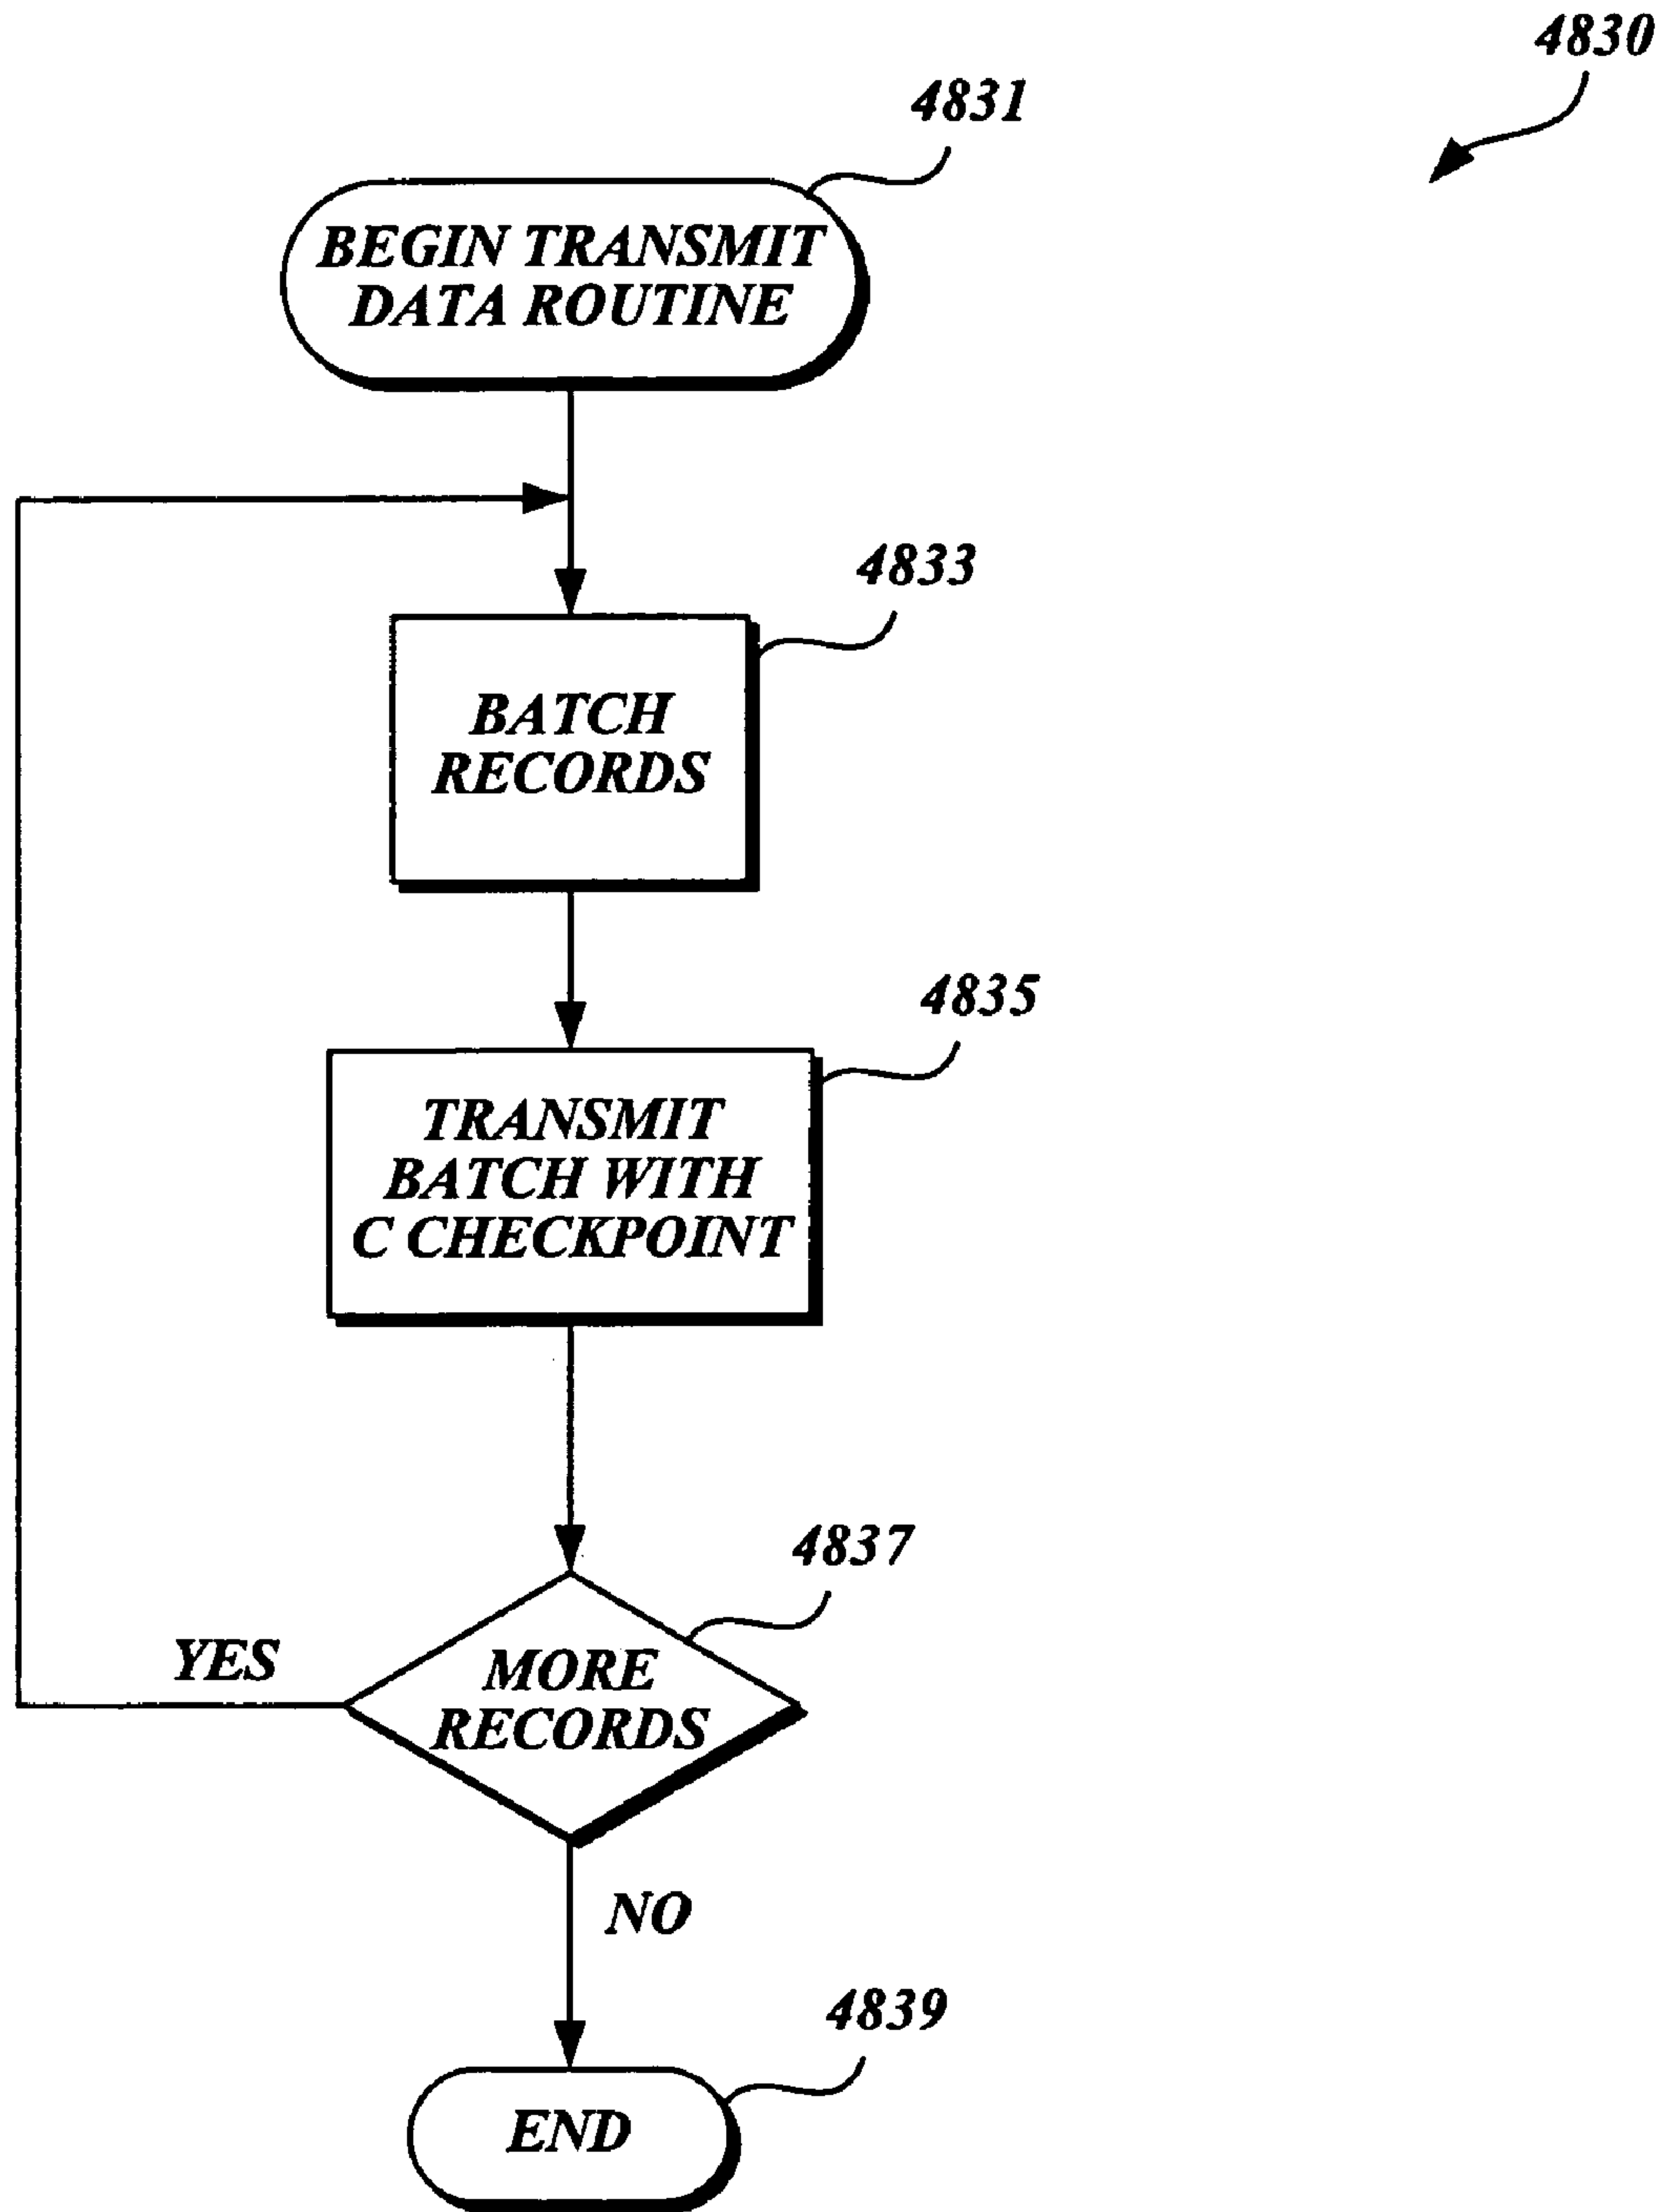 4830
4831
BEGIN TRANSMIT
DATA ROUTINE
4833
BATCH
RECORDS
4835
TRANSMIT
BATCH WITH
C CHECKPOINT
4837
YES
MORE
RECORDS
NO
4839
END